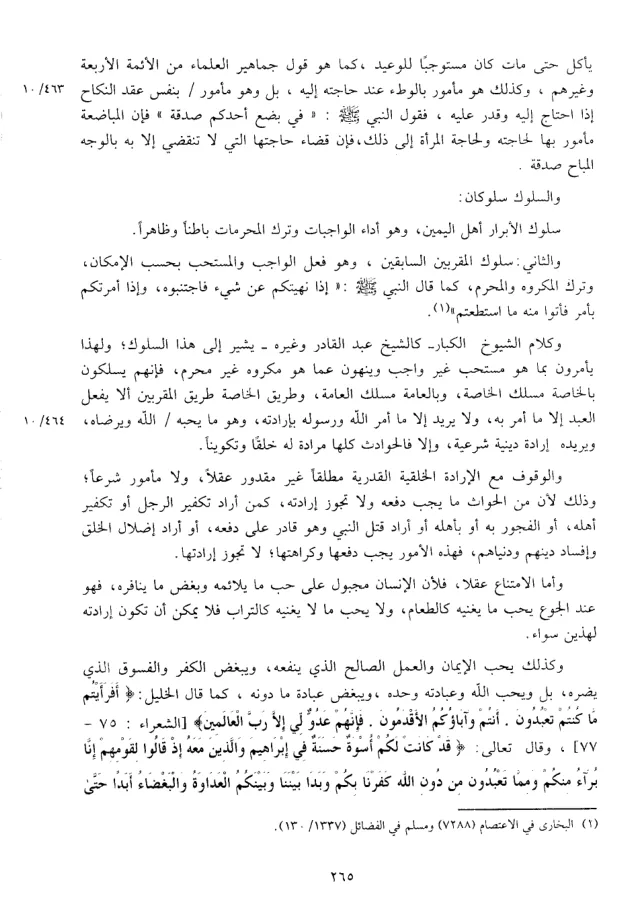 يأكل حتى مات كان مستوجبًا للوعيد ،كما هو قول جماهير العلماء من الأئمة الأربعة
وغيرهم ، وكذلك هو مأمور بالوطء عند حاجته إليه ، بل وهو مأمور / بنفس عقد النكاح ١٠/٤٦٣
إذا احتاج إليه وقدر عليه ، فقول النبي ﷺ : « في بضع أحدكم صدقة » فإن المباضعة
مأمور بها لحاجته ولحاجة المرأة إلى ذلك،فإن قضاء حاجتها التي لا تنقضي إلا به بالوجه
المباح صدقة .
والسلوك سلوكان:
سلوك الأبرار أهل اليمين، وهو أداء الواجبات وترك المحرمات باطناً وظاهراً.
والثاني:سلوك المقربين السابقين ، وهو فعل الواجب والمستحب بحسب الإمكان،
وترك المكروه والمحرم، كما قال النبي ﷺ :« إذا نهيتكم عن شيء فاجتنبوه، وإذا أمرتكم
بأمر فأتوا منه ما استطعتم»(١).
وكلام الشيوخ الكبارـ كالشيخ عبد القادر وغيره ـ يشير إلى هذا السلوك؛ ولهذا
يأمرون بما هو مستحب غير واجب وينهون عما هو مكروه غير محرم، فإنهم يسلكون
بالخاصة مسلك الخاصة، وبالعامة مسلك العامة، وطريق الخاصة طريق المقربين ألا يفعل
العبد إلا ما أمر به، ولا يريد إلا ما أمر الله ورسوله بإرادته، وهو ما يحبه / الله ويرضاه، ١٠/٤٦٤
ويريده إرادة دينية شرعية، وإلا فالحوادث كلها مرادة له خلقًا وتكويناً.
والوقوف مع الإرادة الخلقية القدرية مطلقاً غير مقدور عقلاً، ولا مأمور شرعاً؛
وذلك لأن من الحواث ما يجب دفعه ولا تجوز إرادته، كمن أراد تكفير الرجل أو تكفير
أهله، أو الفجور به أو بأهله أو أراد قتل النبي وهو قادر على دفعه، أو أراد إضلال الخلق
وإفساد دينهم ودنياهم، فهذه الأمور يجب دفعها وكراهتها؛ لا تجوز إرادتها.
وأما الامتناع عقلا، فلأن الإنسان مجبول على حب ما يلائمه وبغض ما ينافره، فهو
عند الجوع يحب ما يغنيه كالطعام، ولا يحب ما لا يغنيه كالتراب فلا يمكن أن تكون إرادته
لهذين سواء.
وكذلك يحب الإيمان والعمل الصالح الذي ينفعه، ويبغض الكفر والفسوق الذي
يضره، بل ويحب الله وعبادته وحده ،ويبغض عبادة ما دونه ، كما قال الخليل:﴿ أَفَرَأَيْتُم
مَّا كُنتُمْ تَعْبُدُونَ . أَنتُمْ وَآبَاؤُكُمُ الأَقْدَمُونَ . فَإِنَّهُمْ عَدُوٌّ لِّي إِلاَّ رَبَّ الْعَالَمِينَ﴾ [الشعراء : ٧٥ -
٧٧] ، وقال تعالى: ﴿ قَدْ كَانَتْ لَكُمْ أُسْوَةٌ حَسَنَةٌ فِي إِبْرَاهِيمَ وَالَّذِينَ مَعَهُ إِذْ قَالُوا لِقَوْمِهِمْ إِنَّا
بُرَآءُ مِنكُمْ وَمِمَّا تَعْبُدُونَ مِن دُونِ اللَّهِ كَفَرْنَا بِكُمْ وَبَدَا بَيْنَنَا وَبَيْنَكُمُ الْعَدَاوَةُ وَالْبَغْضَاءُ أَبَدًا حَتَّىٰ
(١) البخارى في الاعتصام (٧٢٨٨) ومسلم في الفضائل (١٣٣٧/ ١٣٠).
٢٦٥